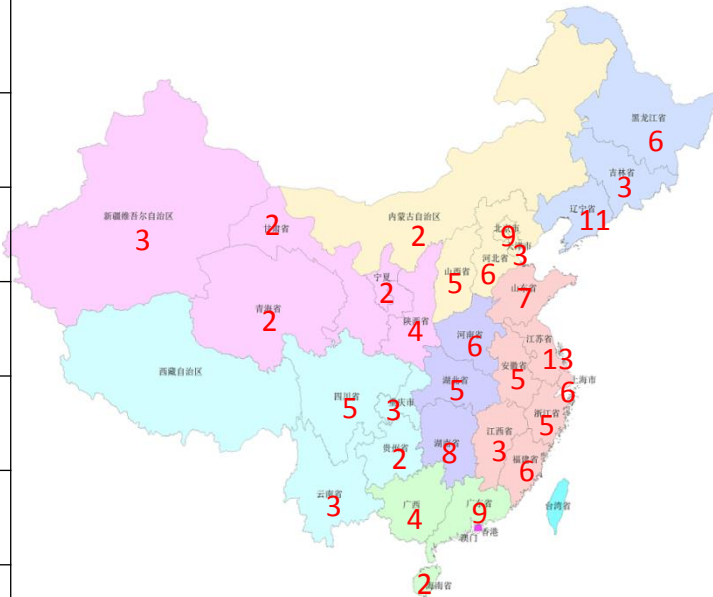 黑龙江省
6
吉林省
3
辽宁省
11
新疆维吾尔自治区
3
甘肃省
2
内蒙古自治区
2
北京市
9
天津市
3
河北省
6
山西省
5
宁夏
2
山东省
7
青海省
2
陕西省
4
河南省
6
江苏省
13
西藏自治区
安徽省
5
上海市
6
湖北省
5
四川省
5
重庆市
3
浙江省
5
江西省
3
湖南省
8
贵州省
2
福建省
6
云南省
3
广西
4
广东省
9
台湾省
香港
澳门
海南省
2